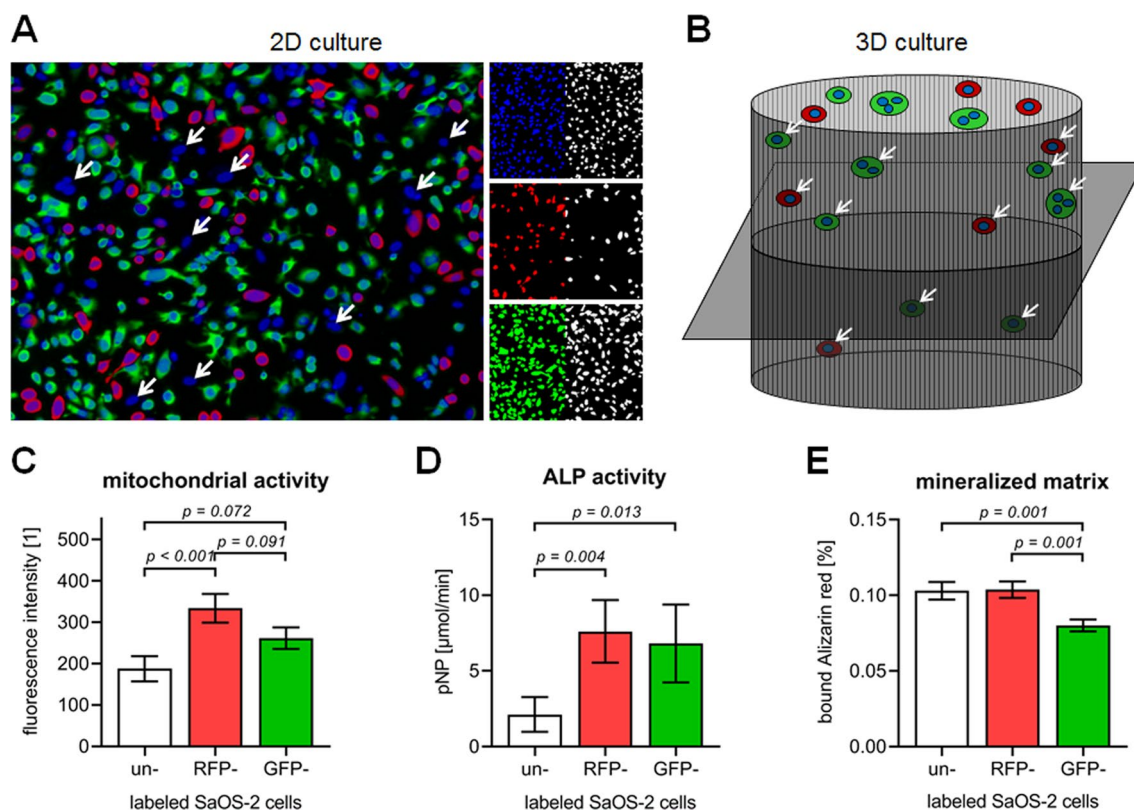 A
2D culture
B
3D culture
C
mitochondrial activity
p = 0.072
p < 0.001
p = 0.091
fluorescence intensity [1]
500
400
300
200
100
0
un-
RFP-
GFP-
labeled SaOS-2 cells
D
ALP activity
p = 0.013
p = 0.004
pNP [µmol/min]
15
10
5
0
un-
RFP-
GFP-
labeled SaOS-2 cells
E
mineralized matrix
p = 0.001
p = 0.001
bound Alizarin red [%]
0.15
0.10
0.05
0.00
un-
RFP-
GFP-
labeled SaOS-2 cells